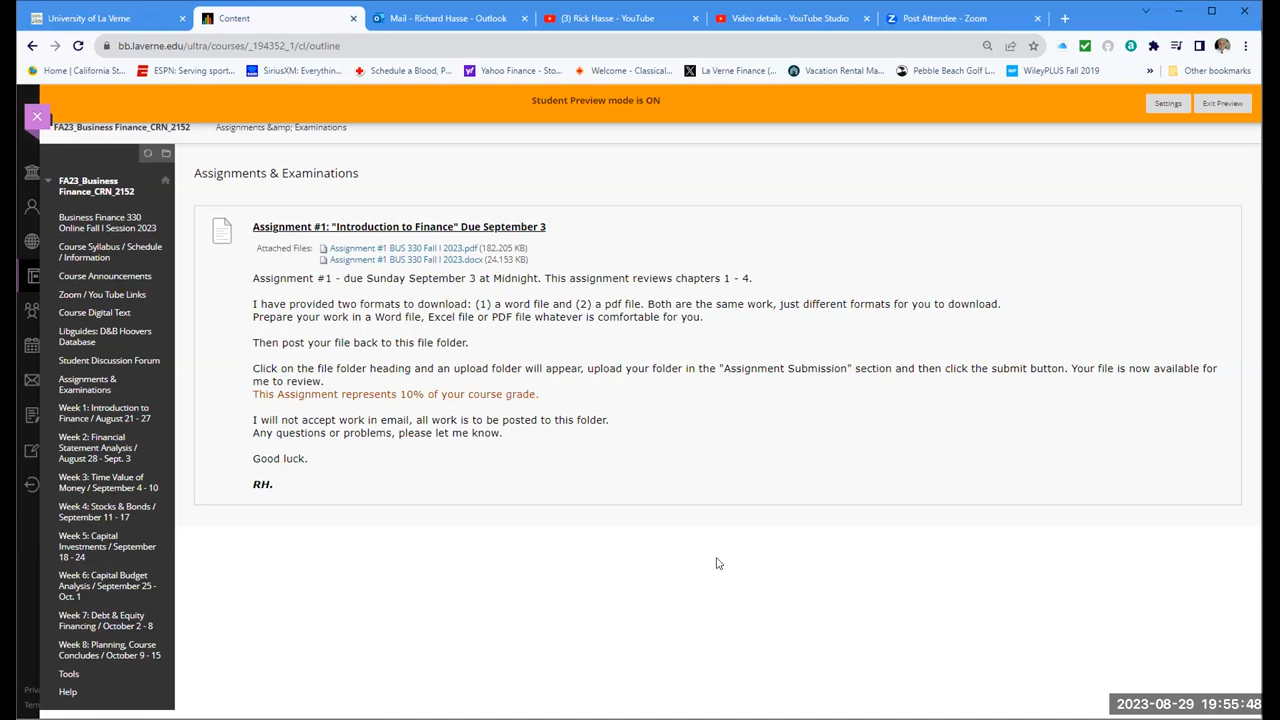 University of La Verne
Content
Mail - Richard Hasse - Outlook
(3) Rick Hasse - YouTube
Video details - YouTube Studio
Post Attendee - Zoom
bb.laverne.edu/ultra/courses/_194352_1/cl/outline
Home | California St...
ESPN: Serving sport...
SiriusXM: Everythin...
Schedule a Blood, P...
Yahoo Finance - Sto...
Welcome - Classical...
La Verne Finance (...
Vacation Rental Ma...
Pebble Beach Golf L...
WileyPLUS Fall 2019
»
Other bookmarks
Student Preview mode is ON
Settings
Exit Preview
FA23_Business Finance_CRN_2152
Assignments &amp; Examinations
FA23_Business
Finance_CRN_2152
Business Finance 330
Online Fall I Session 2023
Course Syllabus / Schedule
/ Information
Course Announcements
Zoom / You Tube Links
Course Digital Text
Libguides: D&B Hoovers
Database
Student Discussion Forum
Assignments &
Examinations
Week 1: Introduction to
Finance / August 21 - 27
Week 2: Financial
Statement Analysis /
August 28 - Sept. 3
Week 3: Time Value of
Money / September 4 - 10
Week 4: Stocks & Bonds /
September 11 - 17
Week 5: Capital
Investments / September
18 - 24
Week 6: Capital Budget
Analysis / September 25 -
Oct. 1
Week 7: Debt & Equity
Financing / October 2 - 8
Week 8: Planning, Course
Concludes / October 9 - 15
Tools
Help
Priv
Tern
Assignments & Examinations
Assignment #1: "Introduction to Finance" Due September 3
Attached Files: Assignment #1 BUS 330 Fall I 2023.pdf (182.205 KB)
Assignment #1 BUS 330 Fall I 2023.docx (24.153 KB)
Assignment #1 - due Sunday September 3 at Midnight. This assignment reviews chapters 1 - 4.
I have provided two formats to download: (1) a word file and (2) a pdf file. Both are the same work, just different formats for you to download.
Prepare your work in a Word file, Excel file or PDF file whatever is comfortable for you.
Then post your file back to this file folder.
Click on the file folder heading and an upload folder will appear, upload your folder in the "Assignment Submission" section and then click the submit button. Your file is now available for
me to review.
This Assignment represents 10% of your course grade.
I will not accept work in email, all work is to be posted to this folder.
Any questions or problems, please let me know.
Good luck.
RH.
2023-08-29 19:55:48